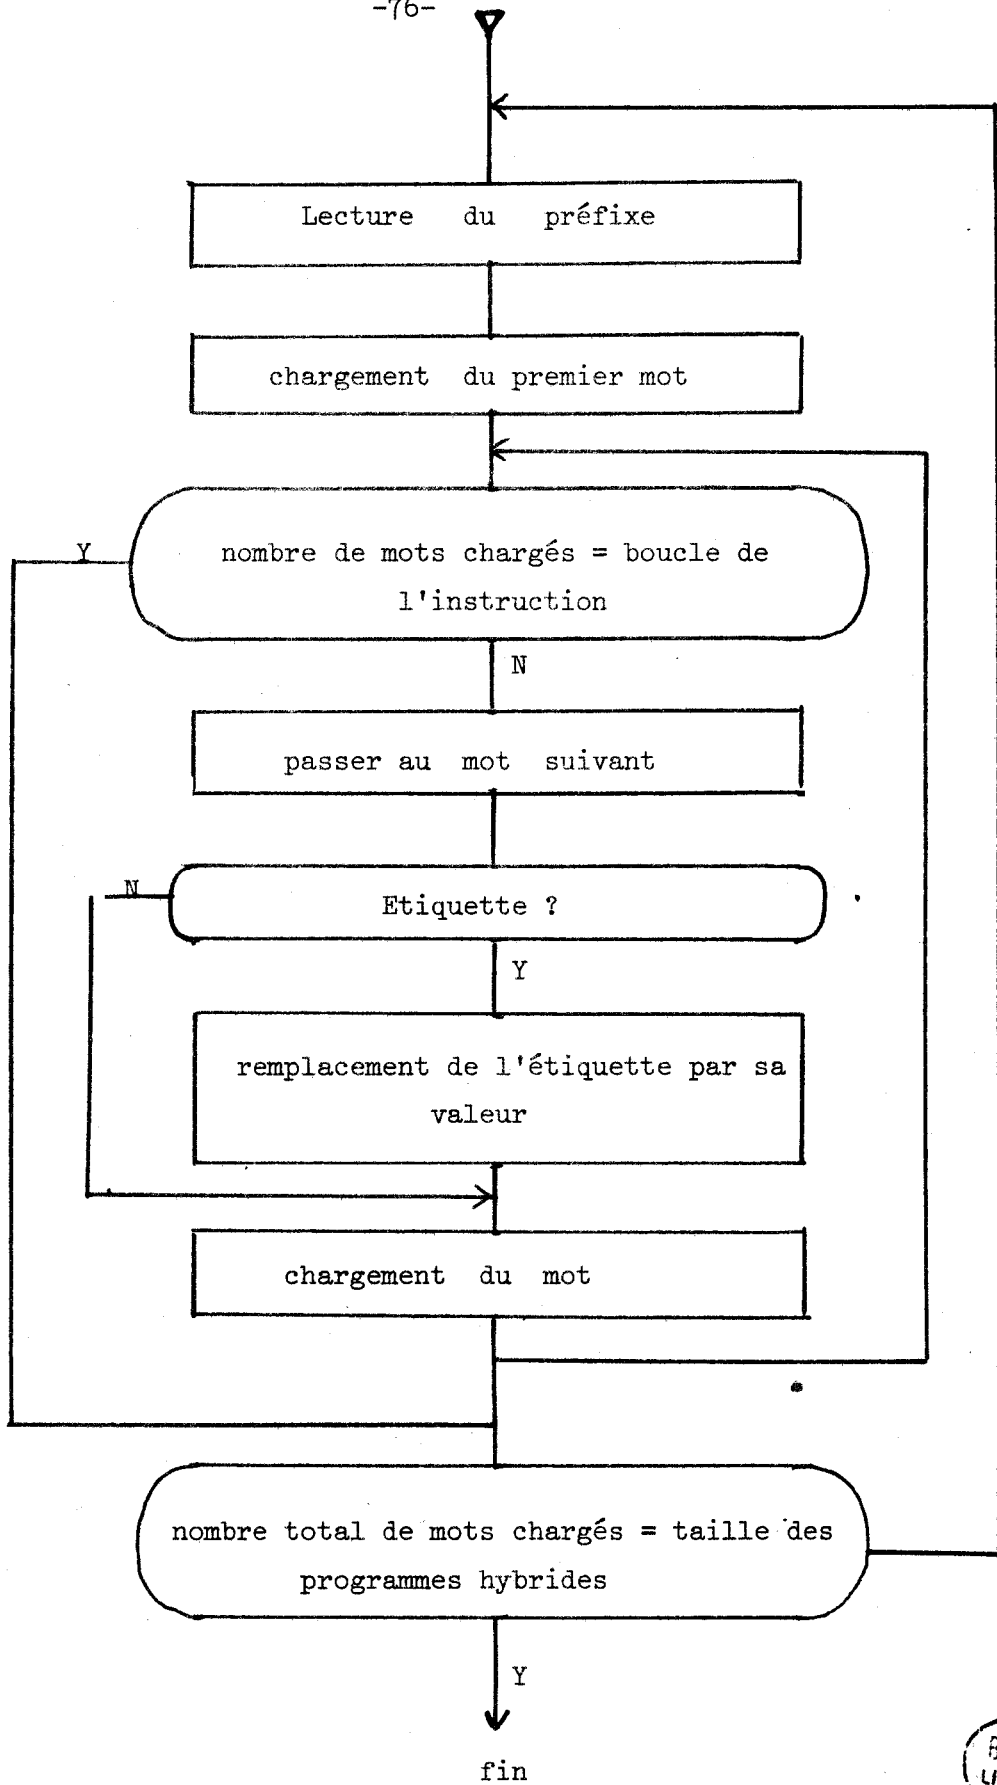 -76-
Lecture du préfixe
chargement du premier mot
Y
nombre de mots chargés = boucle de
l'instruction
N
passer au mot suivant
N
Etiquette ?
Y
remplacement de l'étiquette par sa
valeur
chargement du mot
nombre total de mots chargés = taille des
programmes hybrides
Y
fin